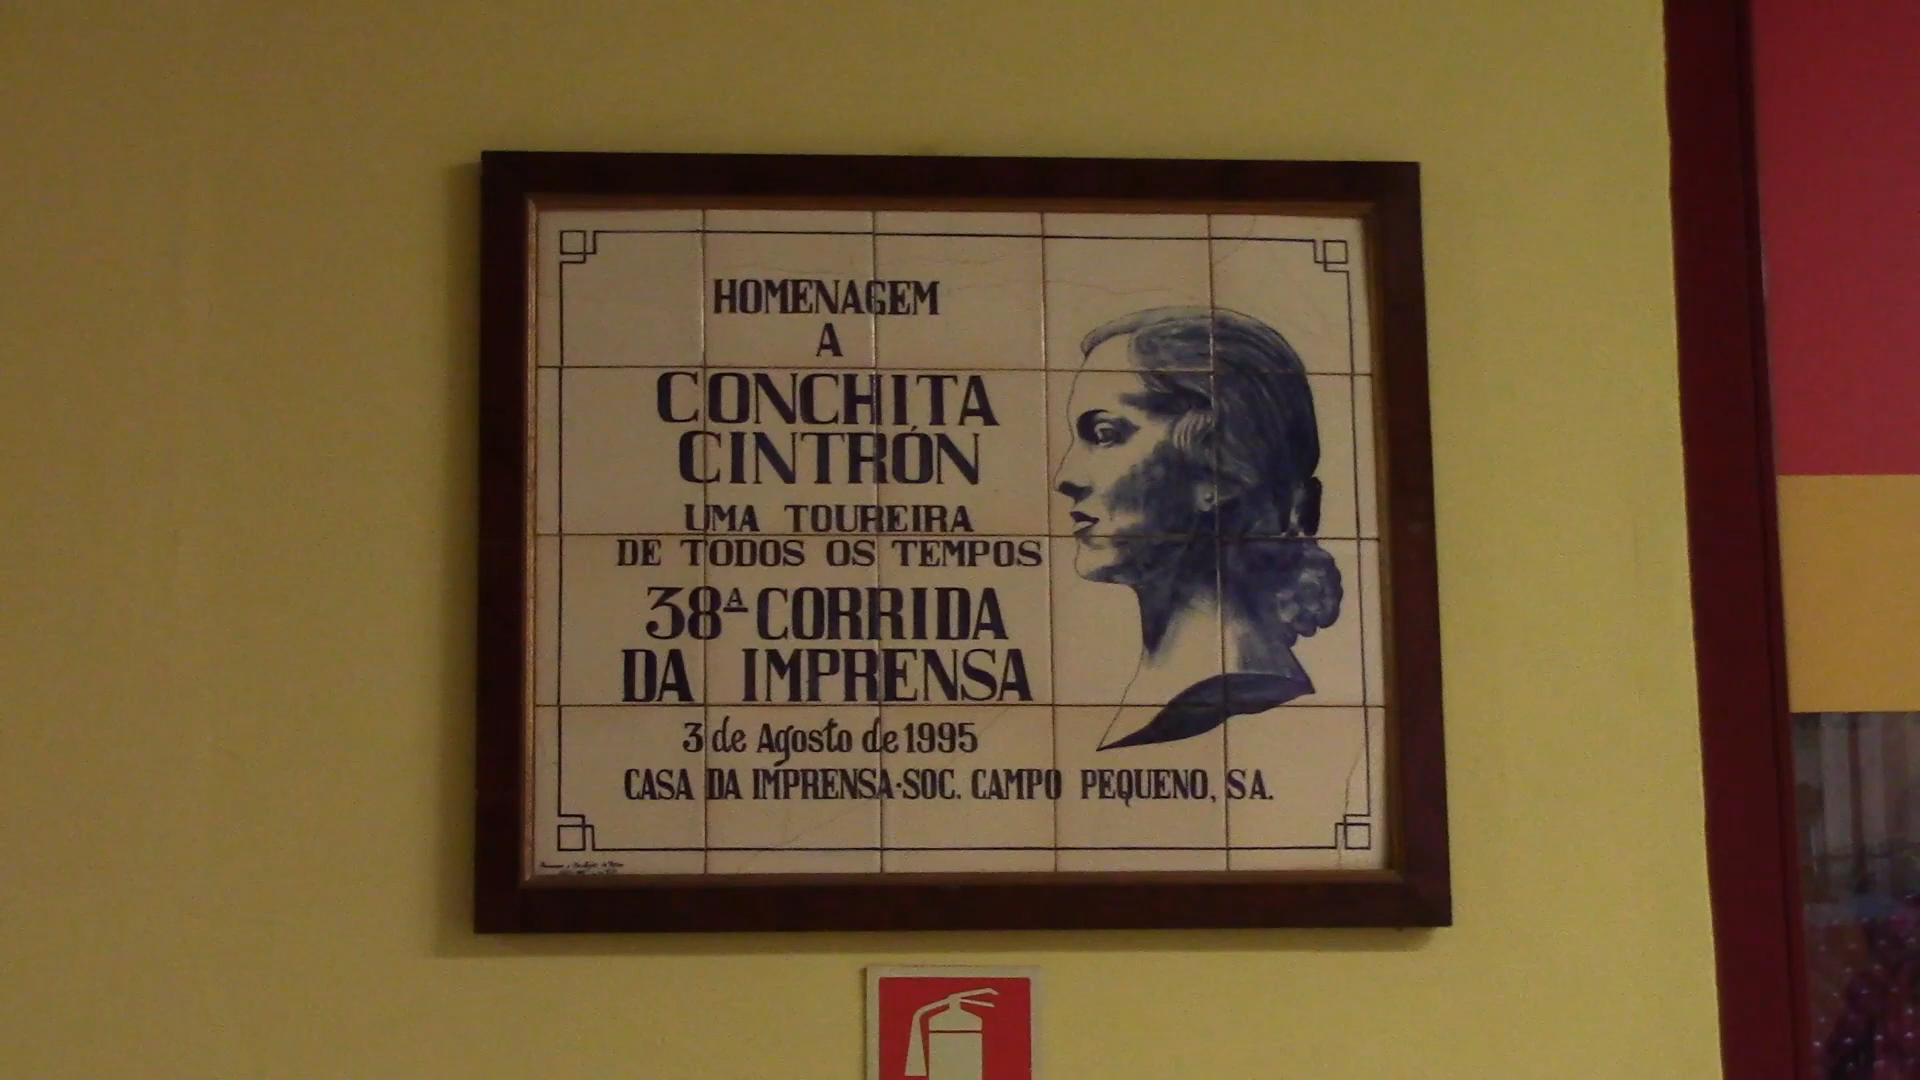 HOMENAGEM
A
CONCHITA
CINTRÓN
UMA TOUREIRA
DE TODOS OS TEMPOS
38ª CORRIDA
DA IMPRENSA
3 de Agosto de 1995
CASA DA IMPRENSA·SOC. CAMPO PEQUENO, SA.